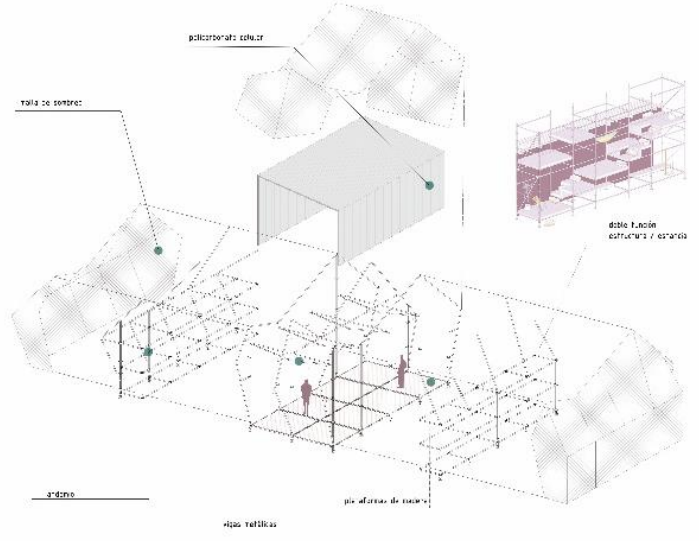 policarbonato celular
malla de sombreo
doble función
estructura / estancia
andamio
plataformas de madera
vigas metálicas